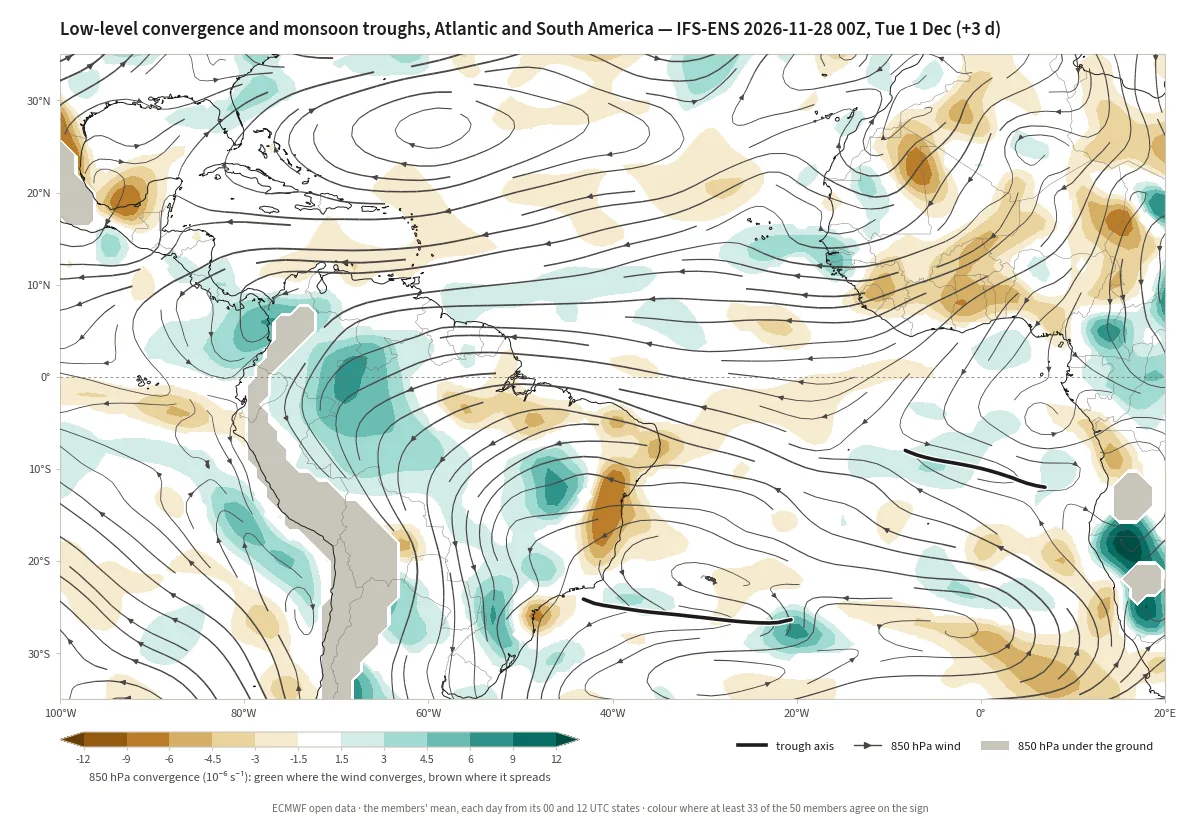 Low-level convergence and monsoon troughs, Atlantic and South America — IFS-ENS 2026-11-28 00Z, Tue 1 Dec (+3 d)
30°N
20°N
10°N
0°
10°S
20°S
30°S
100°W 80°W 60°W 40°W 20°W 0° 20°E
-12 -9 -6 -4.5 -3 -1.5 1.5 3 4.5 6 9 12
850 hPa convergence (10⁻⁶ s⁻¹): green where the wind converges, brown where it spreads
trough axis 850 hPa wind 850 hPa under the ground
ECMWF open data · the members' mean, each day from its 00 and 12 UTC states · colour where at least 33 of the 50 members agree on the sign